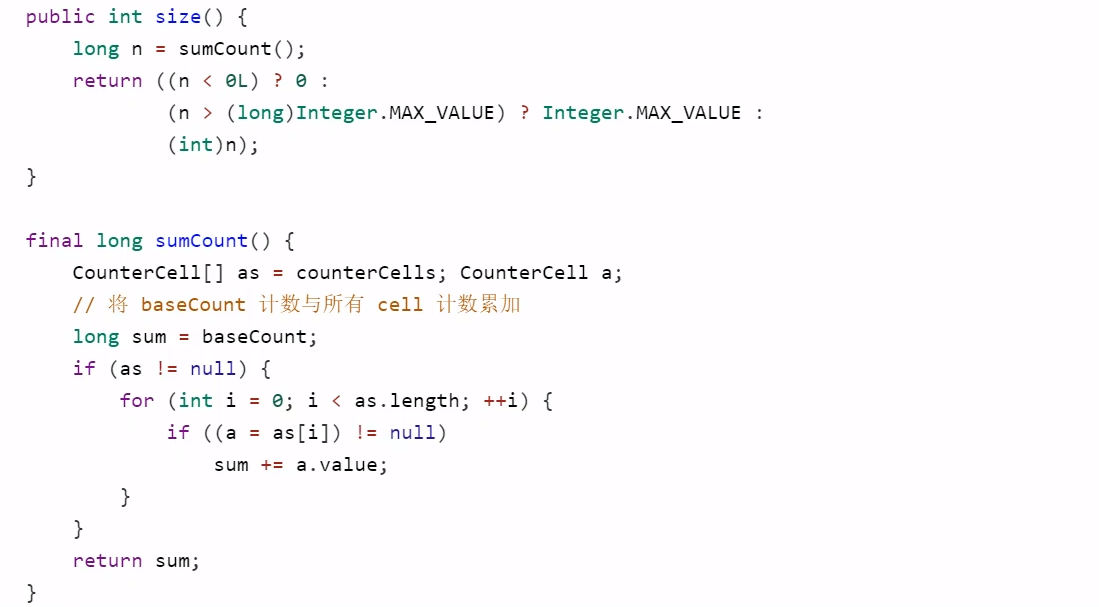 public int size() {
    long n = sumCount();
    return ((n < 0L) ? 0 :
            (n > (long)Integer.MAX_VALUE) ? Integer.MAX_VALUE :
            (int)n);
}

final long sumCount() {
    CounterCell[] as = counterCells; CounterCell a;
    // 将 baseCount 计数与所有 cell 计数累加
    long sum = baseCount;
    if (as != null) {
        for (int i = 0; i < as.length; ++i) {
            if ((a = as[i]) != null)
                sum += a.value;
        }
    }
    return sum;
}